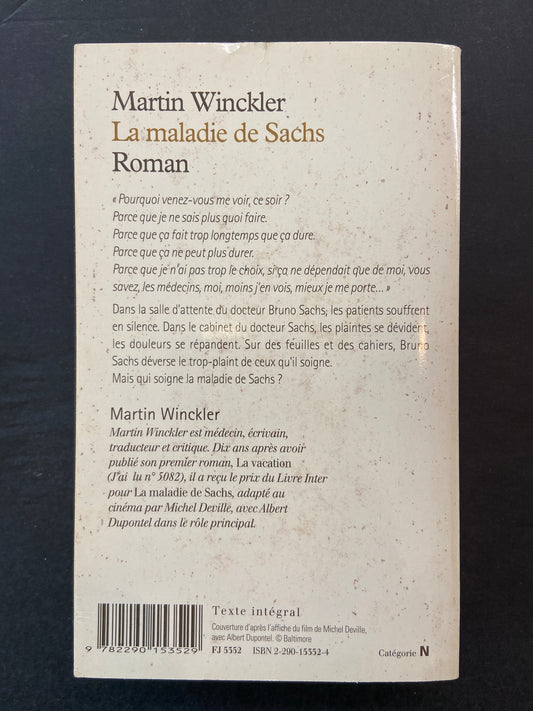 Martin Winckler
La maladie de Sachs
Roman
« Pourquoi venez-vous me voir, ce soir ?
Parce que je ne sais plus quoi faire.
Parce que ça fait trop longtemps que ça dure.
Parce que ça ne peut plus durer.
Parce que je n'ai pas trop le choix, si ça ne dépendait que de moi, vous
savez, les médecins, moi, moins j'en vois, mieux je me porte... »
Dans la salle d'attente du docteur Bruno Sachs, les patients souffrent
en silence. Dans le cabinet du docteur Sachs, les plaintes se dévident,
les douleurs se répandent. Sur des feuilles et des cahiers, Bruno
Sachs déverse le trop-plaint de ceux qu'il soigne.
Mais qui soigne la maladie de Sachs ?
Martin Winckler
Martin Winckler est médecin, écrivain,
traducteur et critique. Dix ans après avoir
publié son premier roman, La vacation
(J'ai lu n° 5082), il a reçu le prix du Livre Inter
pour La maladie de Sachs, adapté au
cinéma par Michel Deville, avec Albert
Dupontel dans le rôle principal.
Texte intégral
Couverture d'après l'affiche du film de Michel Deville,
avec Albert Dupontel. © Baltimore
9 782290 153529
FJ 5352 ISBN 2-290-15352-4
Catégorie N